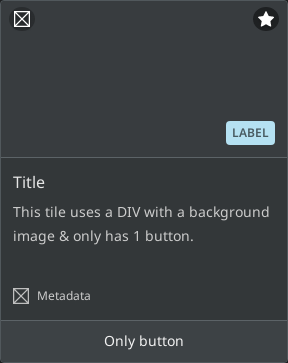 LABEL
Title
This tile uses a DIV with a background
image & only has 1 button.
Metadata
Only button